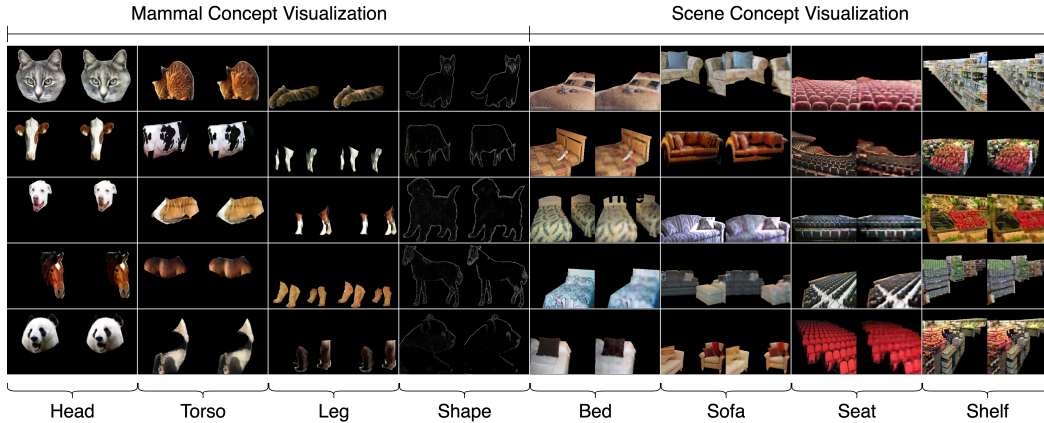 Mammal Concept Visualization
Scene Concept Visualization
Head
Torso
Leg
Shape
Bed
Sofa
Seat
Shelf